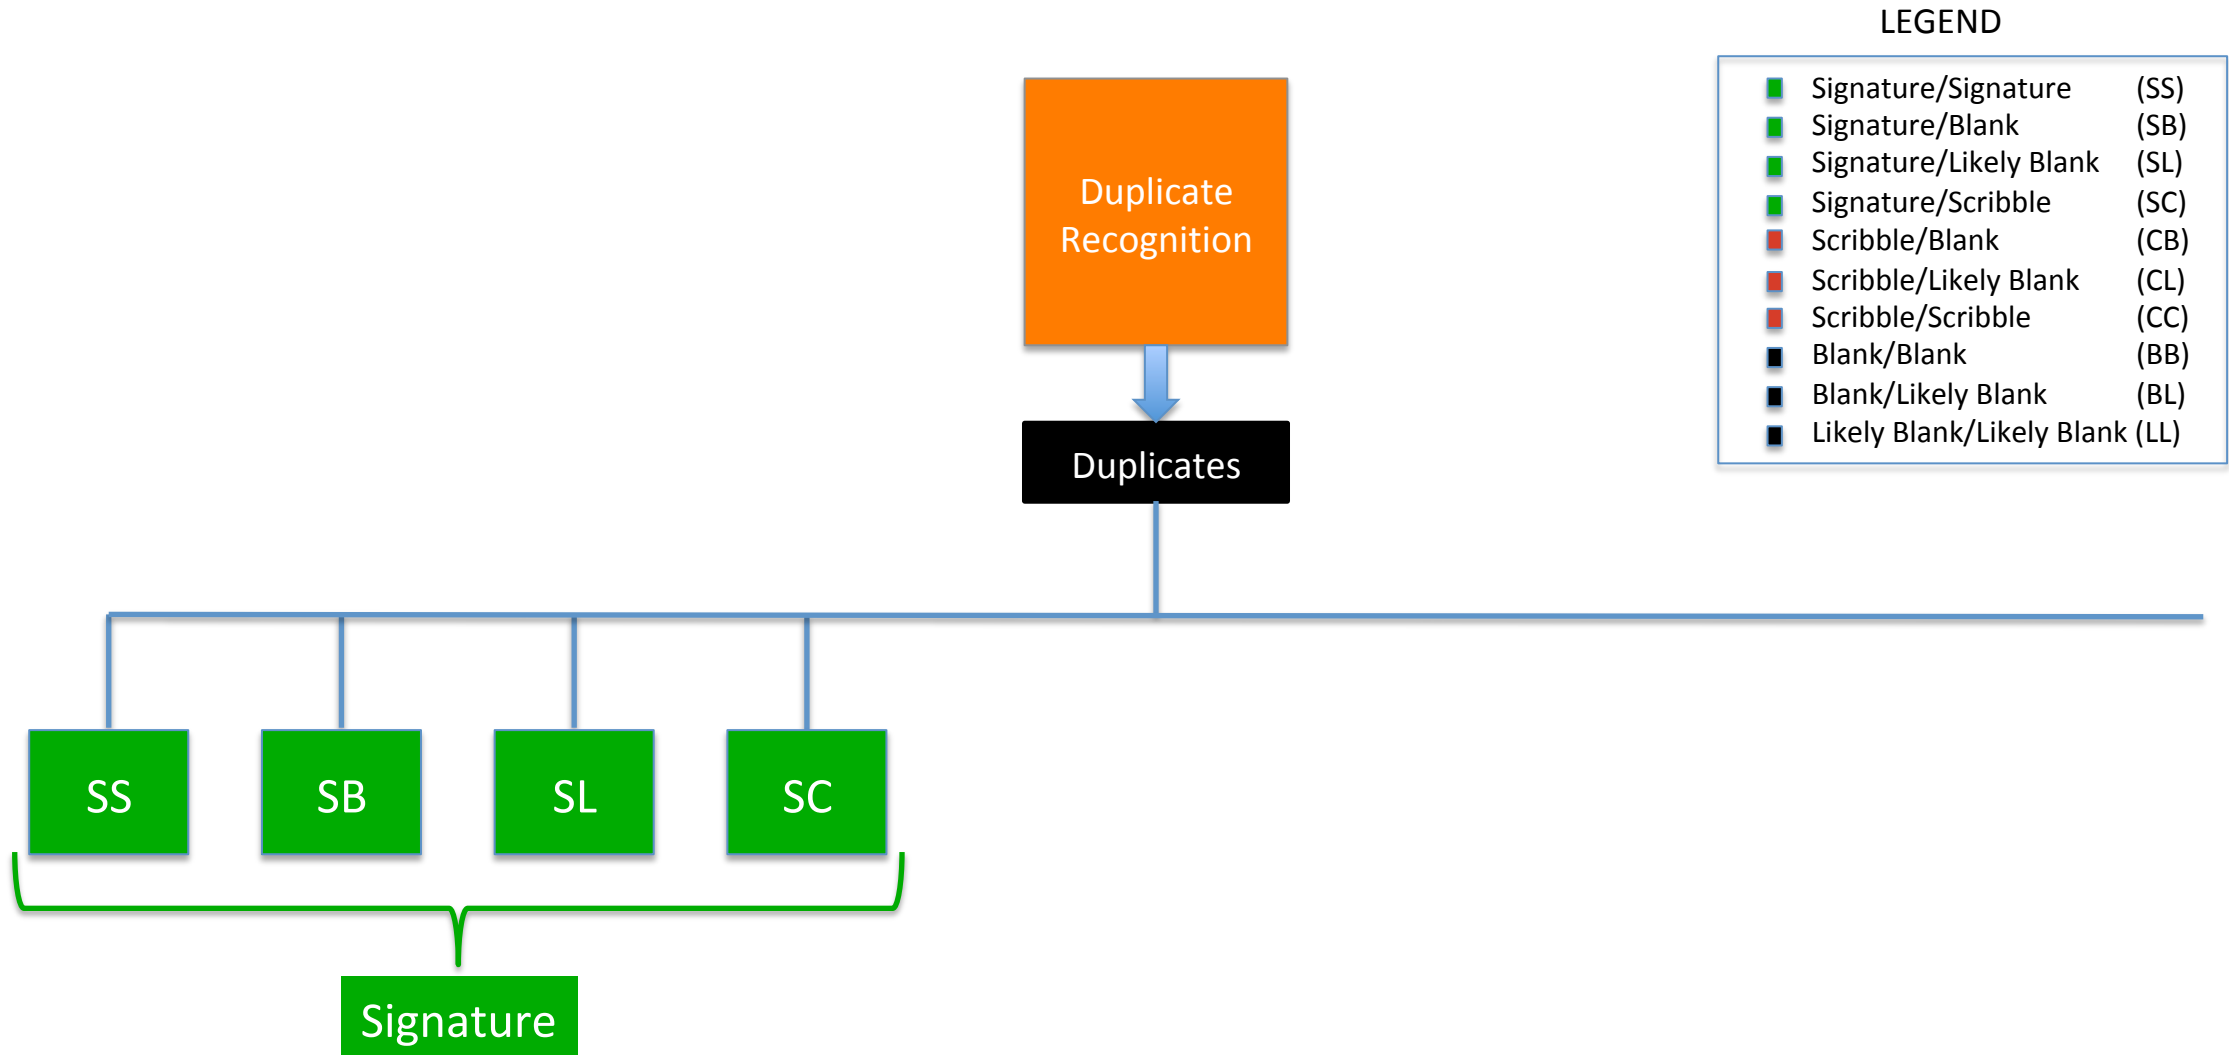 LEGEND
Signature/Signature (SS)
Signature/Blank (SB)
Signature/Likely Blank (SL)
Signature/Scribble (SC)
Scribble/Blank (CB)
Scribble/Likely Blank (CL)
Scribble/Scribble (CC)
Blank/Blank (BB)
Blank/Likely Blank (BL)
Likely Blank/Likely Blank (LL)
Duplicate
Recognition
Duplicates
SS SB SL SC
Signature